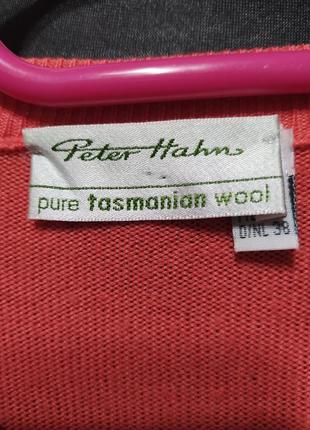 Peter Hahn
pure tasmanian wool
D/NL 38